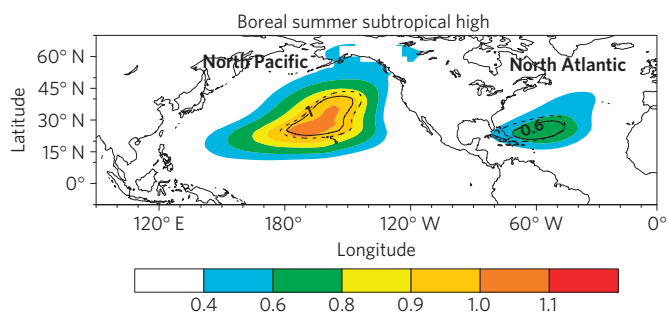 Boreal summer subtropical high
60° N
North Pacific
North Atlantic
Latitude
45° N
30° N
1
0.6
15° N
0°
120° E
180°
120° W
60° W
0°
Longitude
0.4
0.6
0.8
0.9
1.0
1.1